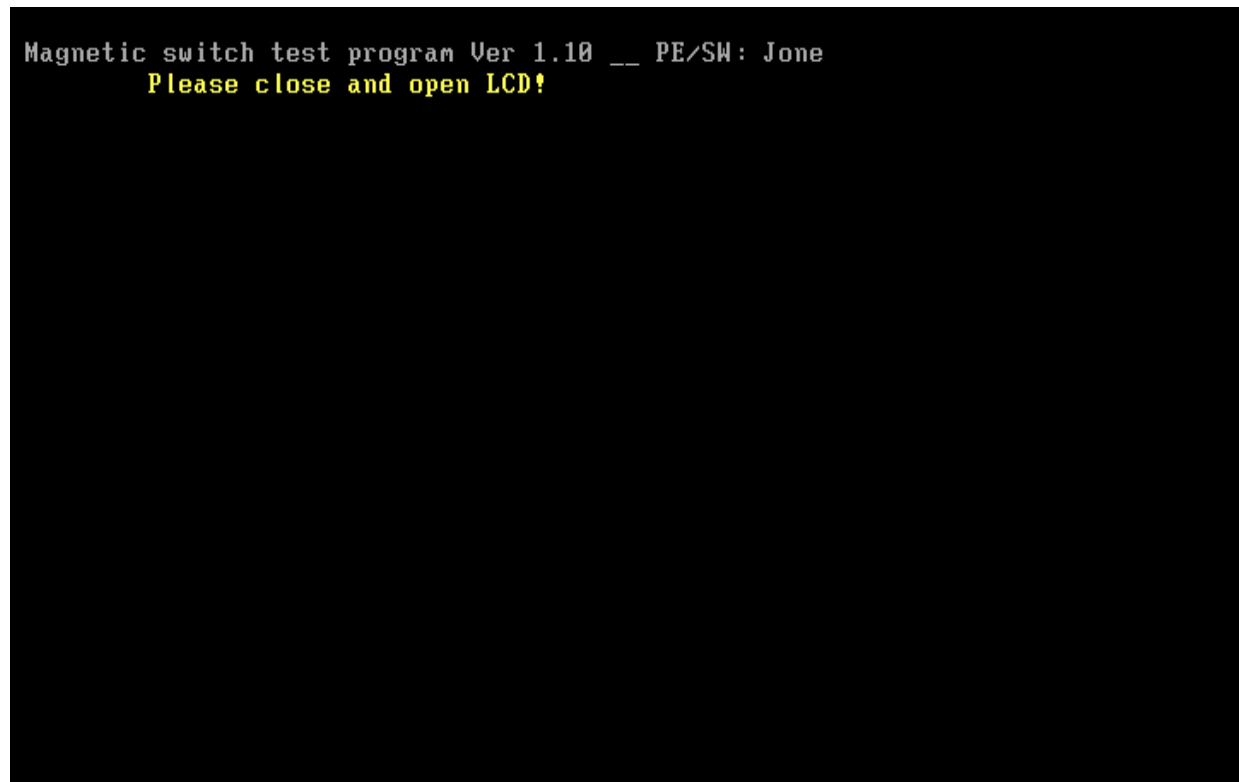 Magnetic switch test program Ver 1.10 __ PE/SW: Jone
Please close and open LCD!